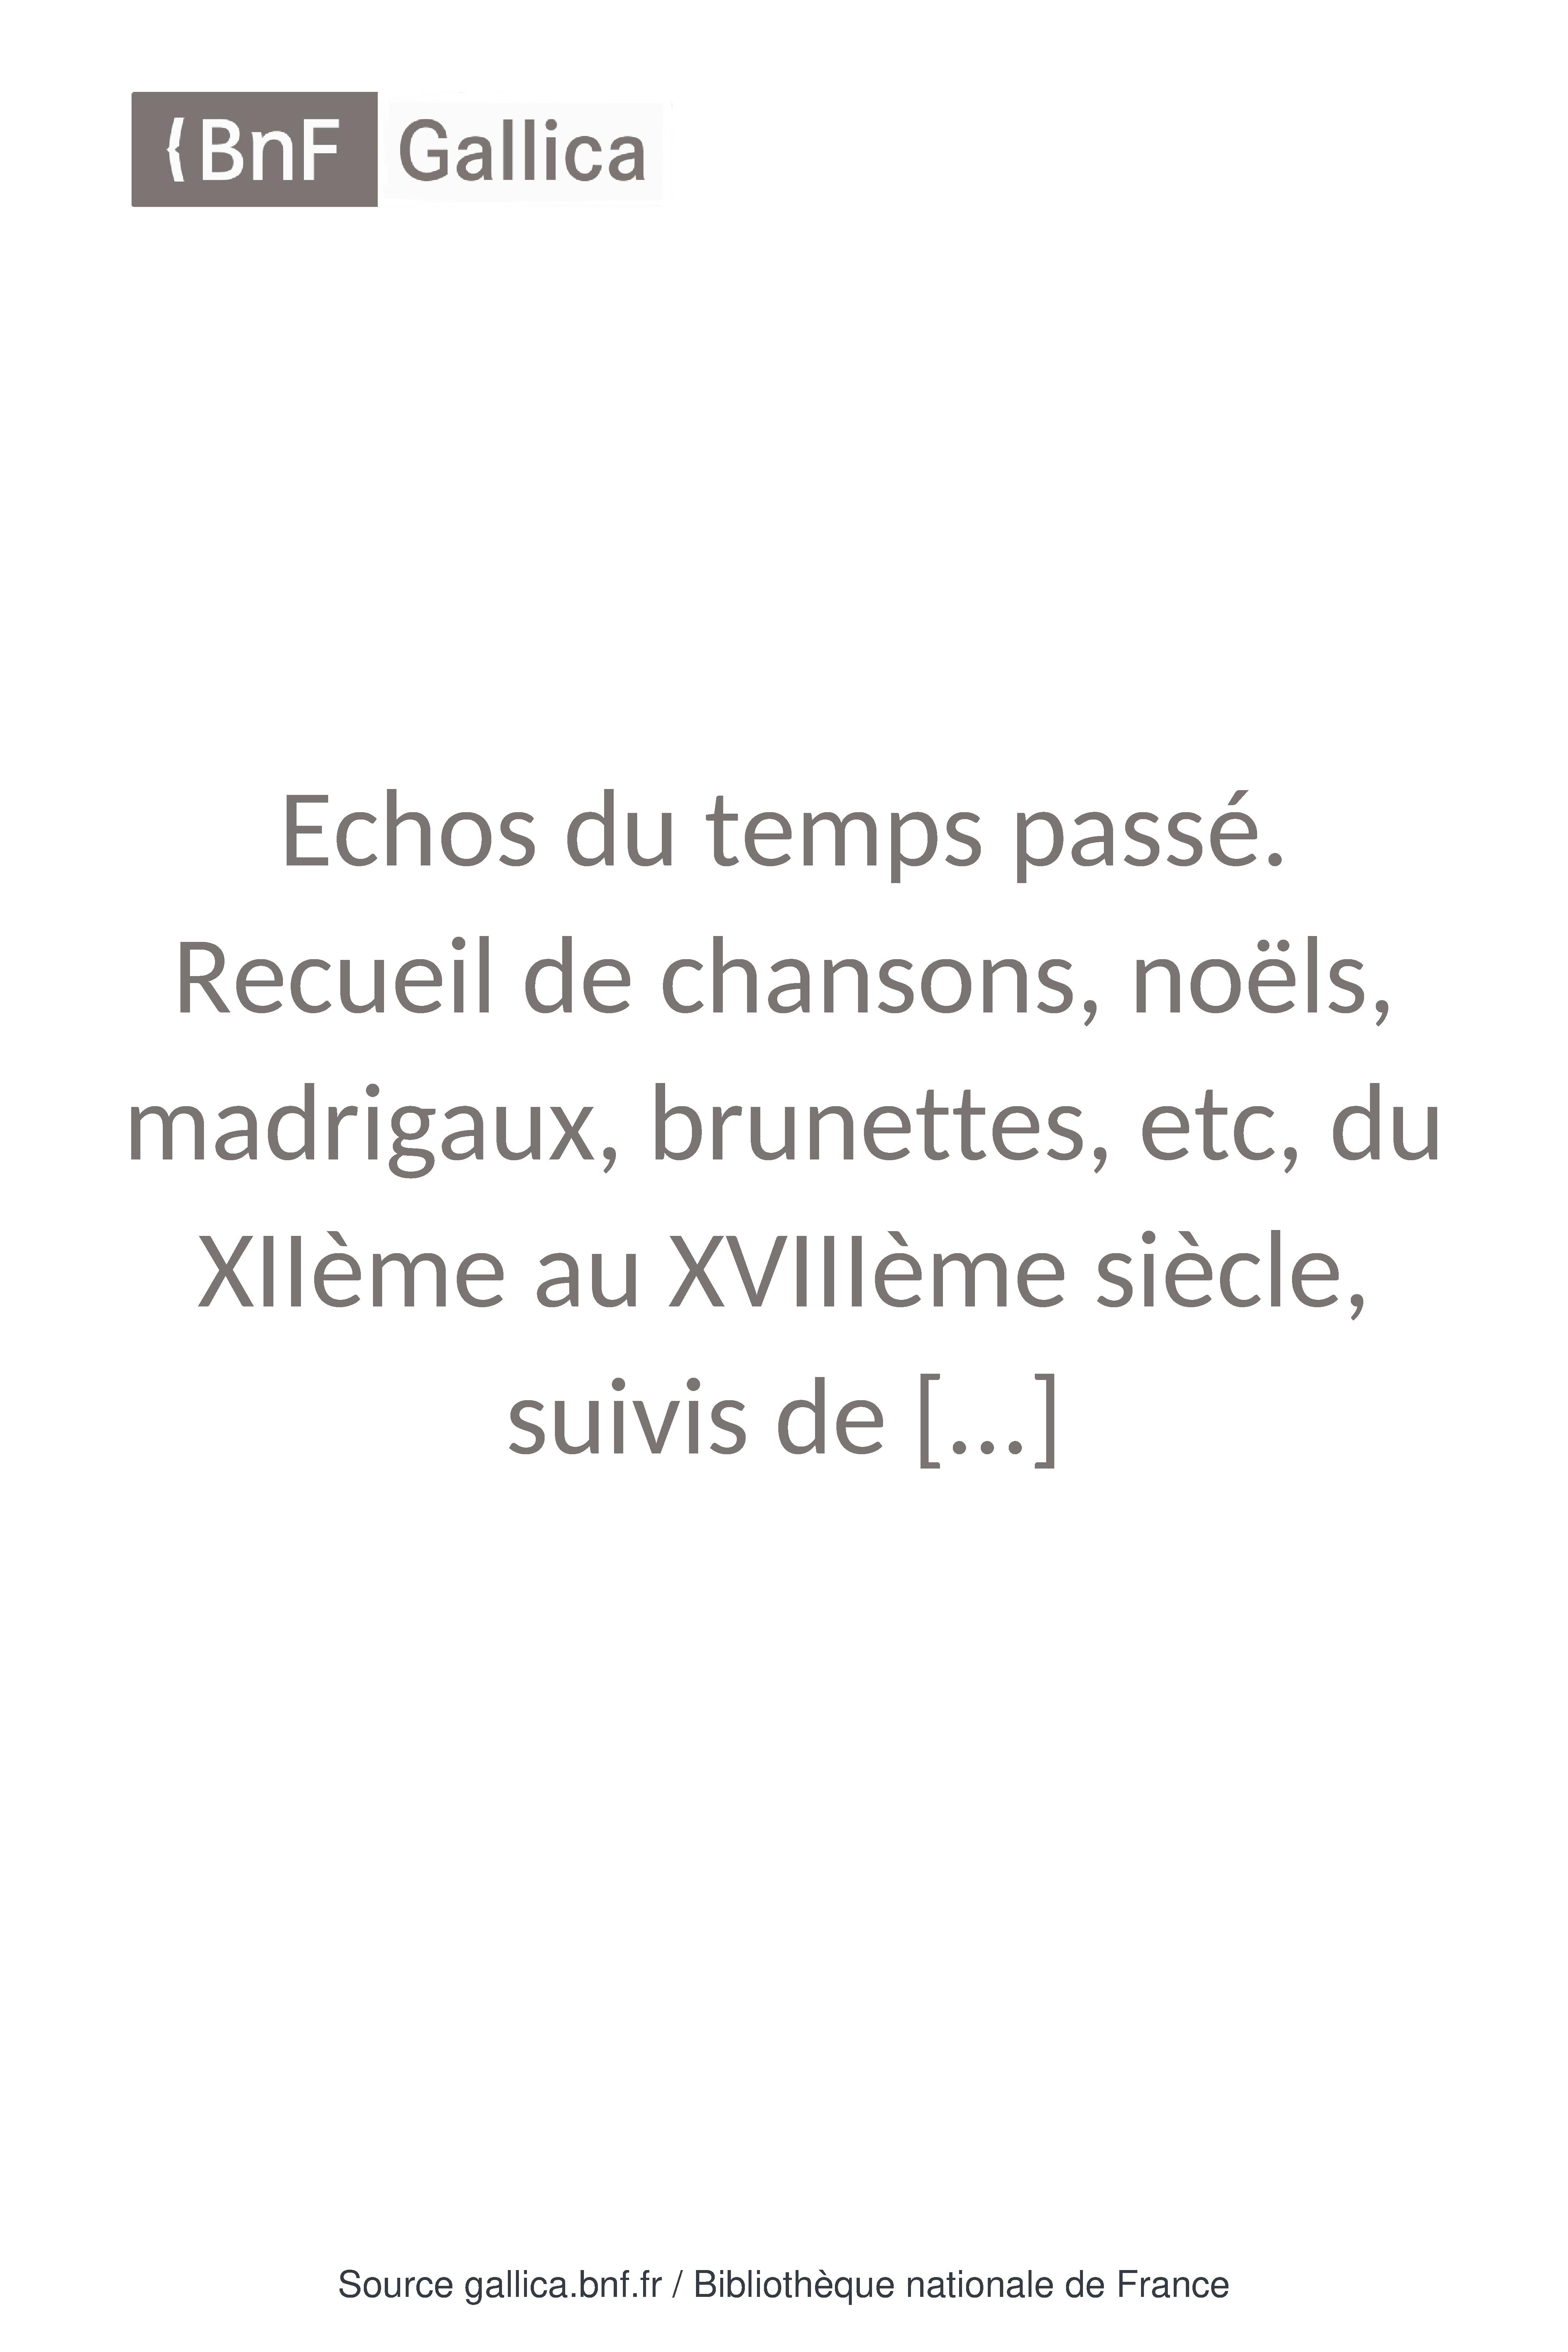 {BnF Gallica
Echos du temps passé.
Recueil de chansons, noëls,
madrigaux, brunettes, etc, du
XIIème au XVIIIème siècle,
suivis de [...]
Source gallica.bnf.fr / Bibliothèque nationale de France